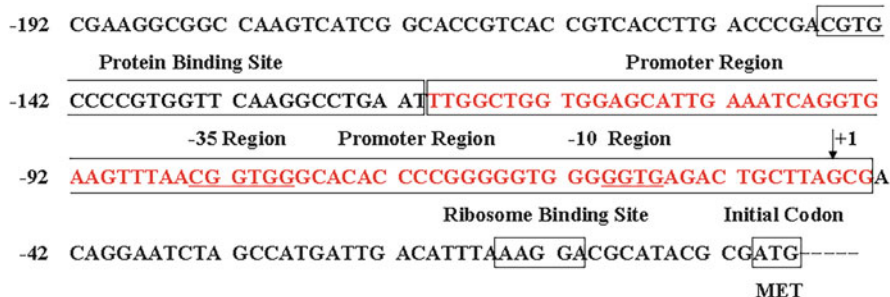 -192 CGAAGGCGGC CAAGTCATCG GCACCGTCAC CGTCACCTTG ACCCGACGTG
Protein Binding Site Promoter Region
-142 CCCCGTGGTT CAAGGCCTGA ATTTGGCTGG TGGAGCATTG AAATCAGGTG
-35 Region Promoter Region -10 Region +1
-92 AAGTTTAACG GTGGGCACAC CCCGGGGGTG GGGGTGAGAC TGCTTAGCGA
Ribosome Binding Site Initial Codon
-42 CAGGAATCTA GCCATGATTG ACATTTAAAG GACGCATACG CGATG-----
MET